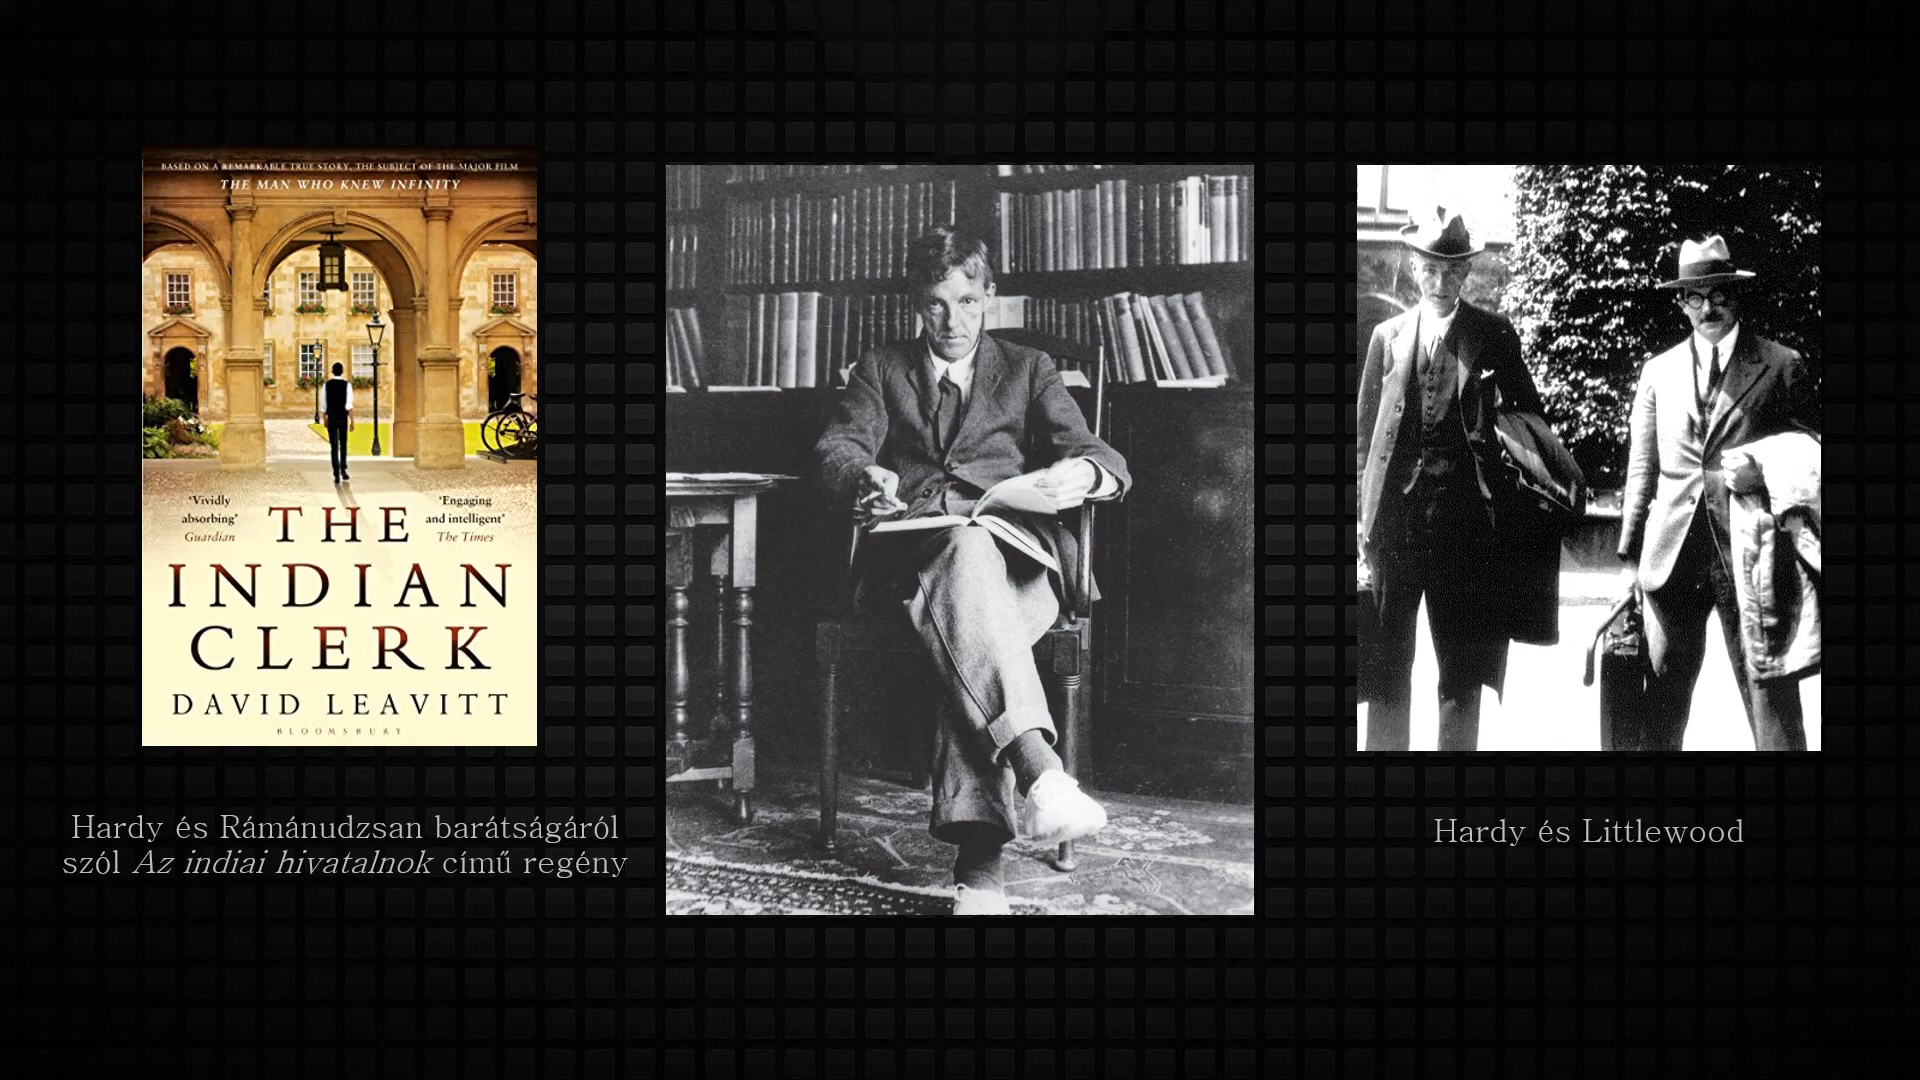 BASED ON A REMARKABLE TRUE STORY, THE SUBJECT OF THE MAJOR FILM
THE MAN WHO KNEW INFINITY
'Vividly
absorbing'
Guardian
'Engaging
and intelligent'
The Times
THE
INDIAN
CLERK
DAVID LEAVITT
BLOOMSBURY
Hardy és Rámánudzsan barátságáról
szól Az indiai hivatalnok című regény
Hardy és Littlewood